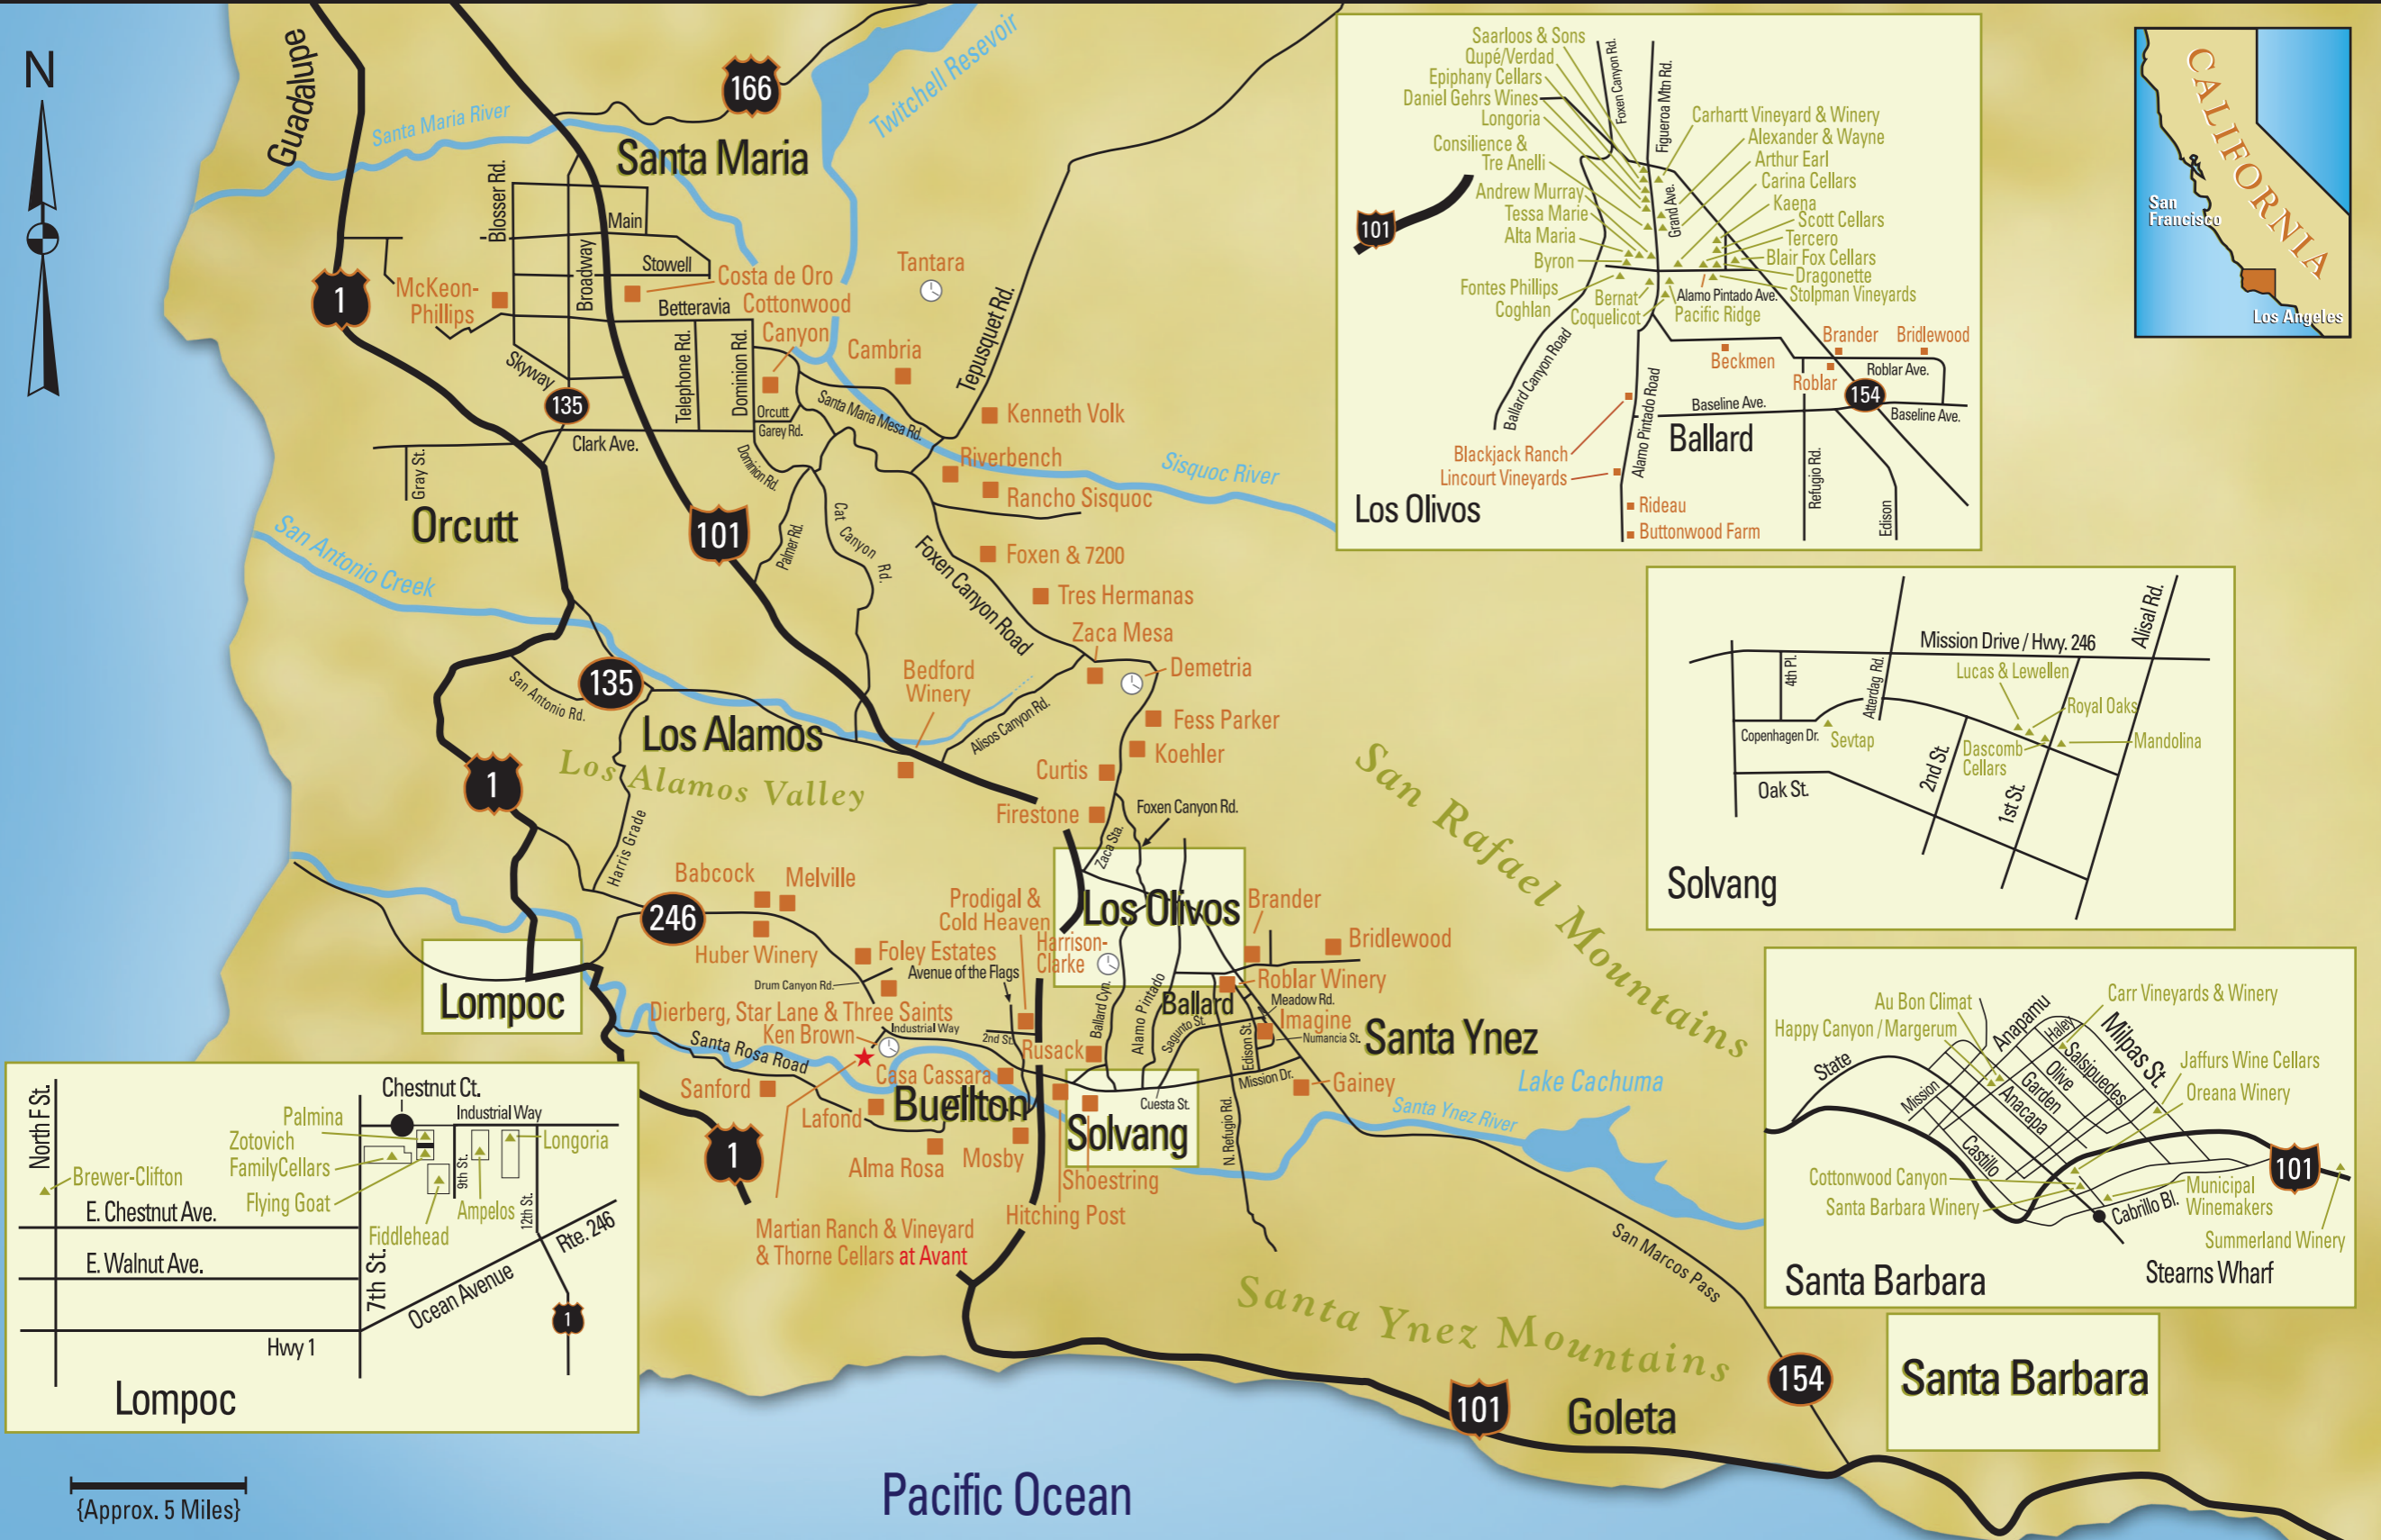 N
Guadalupe
Santa Maria River
166
Twitchell Resevoir
Santa Maria
Blosser Rd.
Main
Broadway
Stowell
Betteravia
1
McKeon-
Phillips
Costa de Oro
Cottonwood
Canyon
Tantara
Cambria
Tepusquet Rd.
Skyway
135
Telephone Rd.
Dominion Rd.
Orcutt
Garey Rd.
Santa Maria Mesa Rd.
Kenneth Volk
Clark Ave.
Gray St.
Orcutt
Dominion Rd.
Riverbench
Rancho Sisquoc
Sisquoc River
San Antonio Creek
101
Palmer Rd.
Cat Canyon Rd.
Foxen Canyon Road
Foxen & 7200
Tres Hermanas
Zaca Mesa
Demetria
San Antonio Rd.
135
Los Alamos
Los Alamos Valley
Bedford
Winery
Alisos Canyon Rd.
Fess Parker
Koehler
Curtis
Firestone
Foxen Canyon Rd.
Zaca Sta.
1
Harris Grade
Babcock
Melville
246
Huber Winery
Prodigal &
Cold Heaven
Los Olivos
Brander
Bridlewood
Harrison-
Clarke
Foley Estates
Avenue of the Flags
Drum Canyon Rd.
Roblar Winery
Ballard
Meadow Rd.
Imagine
Numancia St.
Santa Ynez
Lompoc
Dierberg, Star Lane & Three Saints
Ken Brown
Industrial Way
2nd St.
Ballard Cyn.
Alamo Pintado
Sagunto St.
Edison St.
Santa Rosa Road
Rusack
Casa Cassara
Mission Dr.
Gainey
Sanford
Lafond
Buellton
Cuesta St.
Solvang
N. Refugio Rd.
Alma Rosa
Mosby
Shoestring
Hitching Post
1
Martian Ranch & Vineyard
& Thorne Cellars at Avant
San Rafael Mountains
Lake Cachuma
Santa Ynez River
San Marcos Pass
Santa Ynez Mountains
154
101
Goleta
Santa Barbara
Pacific Ocean
{Approx. 5 Miles}
Saarloos & Sons
Qupé/Verdad
Epiphany Cellars
Daniel Gehrs Wines
Longoria
Consilience &
Tre Anelli
Andrew Murray
Tessa Marie
Alta Maria
Byron
Fontes Phillips
Coghlan
Bernat
Coquelicot
Foxen Canyon Rd.
Figueroa Mtn Rd.
Grand Ave.
Carhartt Vineyard & Winery
Alexander & Wayne
Arthur Earl
Carina Cellars
Kaena
Scott Cellars
Tercero
Blair Fox Cellars
Dragonette
Stolpman Vineyards
Alamo Pintado Ave.
Pacific Ridge
101
Ballard Canyon Road
Beckmen
Brander
Bridlewood
Roblar
Roblar Ave.
154
Baseline Ave.
Baseline Ave.
Alamo Pintado Road
Ballard
Blackjack Ranch
Lincourt Vineyards
Refugio Rd.
Edison
Rideau
Buttonwood Farm
Los Olivos
CALIFORNIA
San
Francisco
Los Angeles
Mission Drive / Hwy. 246
Alisal Rd.
4th Pl.
Atterdag Rd.
Lucas & Lewellen
Royal Oaks
Copenhagen Dr.
Sevtap
Dascomb
Cellars
Mandolina
2nd St.
1st St.
Oak St.
Solvang
Au Bon Climat
Happy Canyon / Margerum
Carr Vineyards & Winery
State
Mission
Anapamu
Haley
Milpas St
Salsipuedes
Olive
Garden
Anacapa
Castillo
Jaffurs Wine Cellars
Oreana Winery
101
Cottonwood Canyon
Santa Barbara Winery
Municipal
Winemakers
Cabrillo Bl.
Summerland Winery
Stearns Wharf
Santa Barbara
North F St.
Chestnut Ct.
Industrial Way
Palmina
Zotovich
FamilyCellars
Flying Goat
Longoria
Brewer-Clifton
9th St.
Ampelos
Fiddlehead
12th St.
E. Chestnut Ave.
E. Walnut Ave.
7th St.
Ocean Avenue
Rte. 246
1
Hwy 1
Lompoc